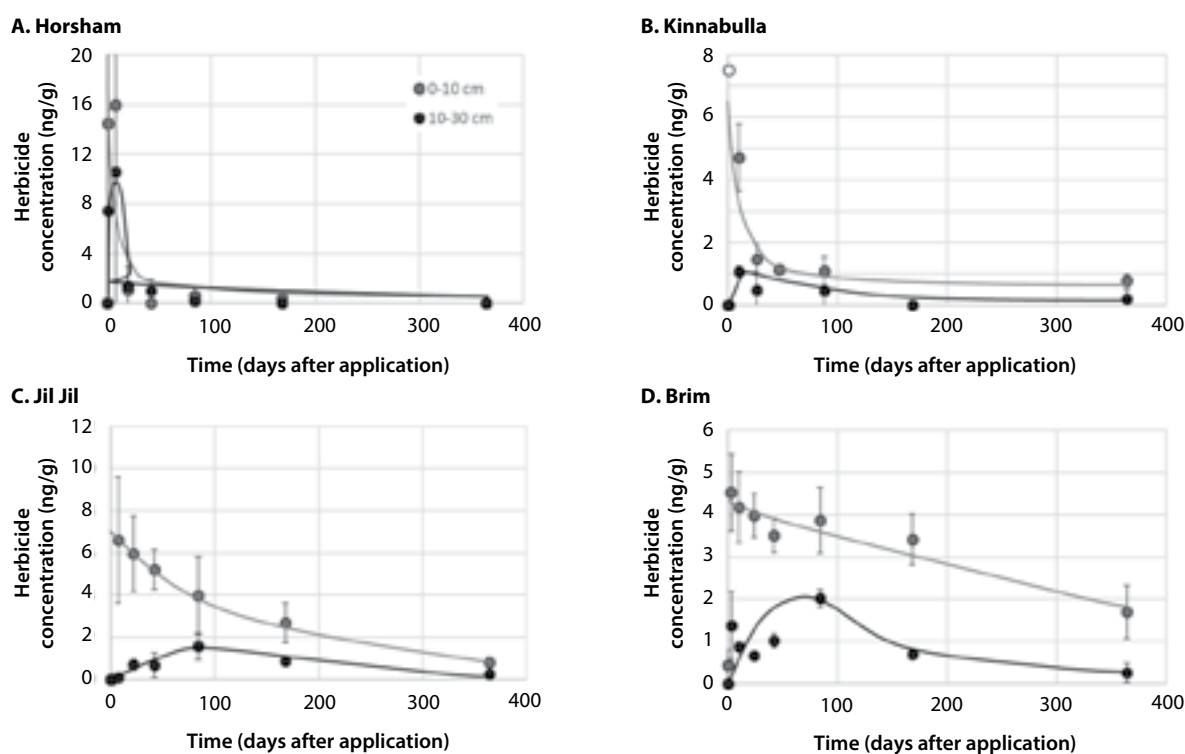 A. Horsham
20
16
12
8
4
0
Herbicide
concentration (ng/g)
0-10 cm
10-30 cm
0 100 200 300 400
Time (days after application)
B. Kinnabulla
8
6
4
2
0
Herbicide
concentration (ng/g)
0 100 200 300 400
Time (days after application)
C. Jil Jil
12
10
8
6
4
2
0
Herbicide
concentration (ng/g)
0 100 200 300 400
Time (days after application)
D. Brim
6
5
4
3
2
1
0
Herbicide
concentration (ng/g)
0 100 200 300 400
Time (days after application)